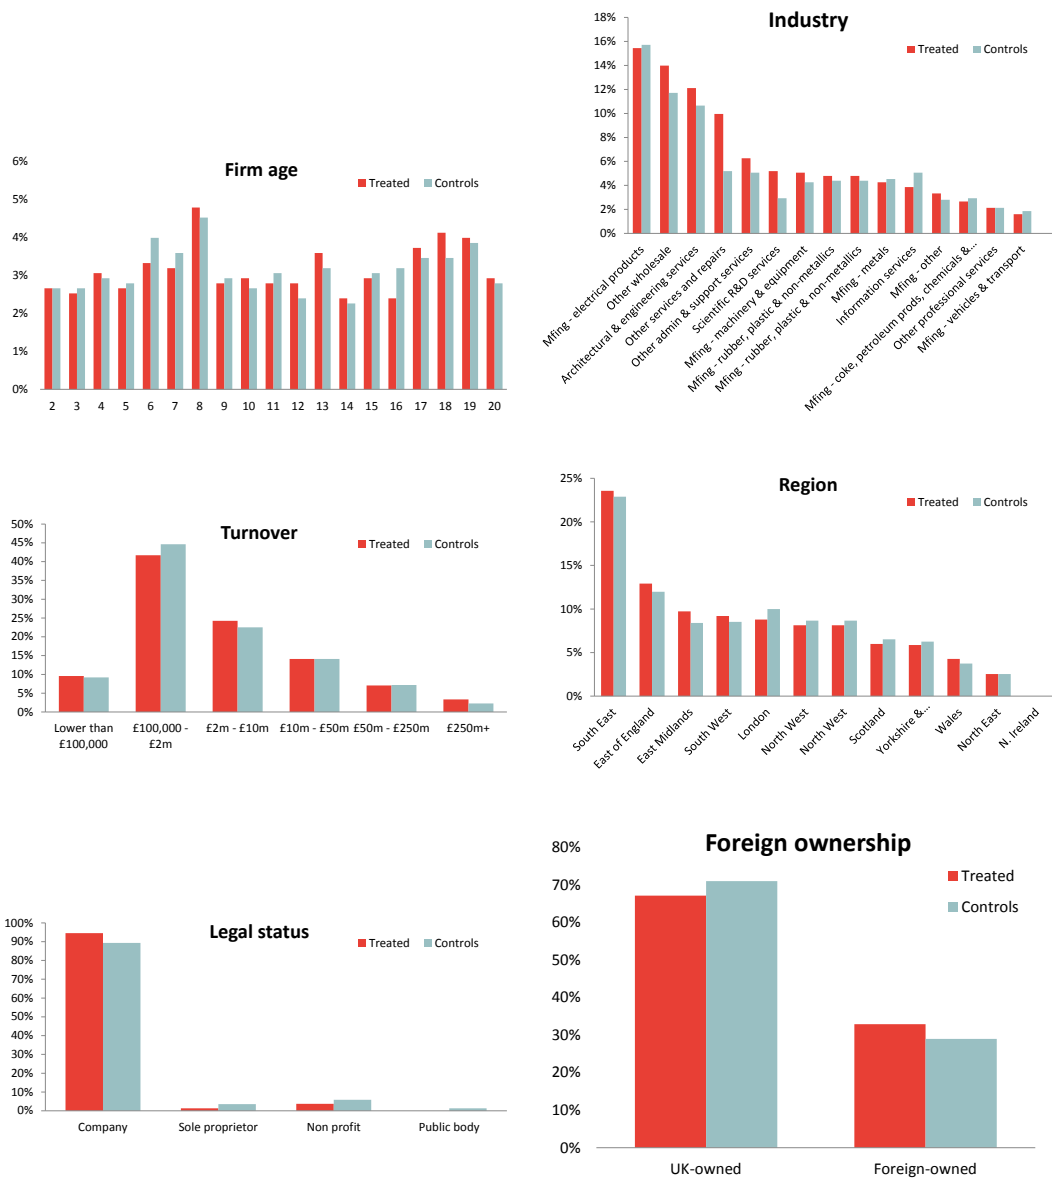 Firm age
Treated Controls
6%
5%
4%
3%
2%
1%
0%
2 3 4 5 6 7 8 9 10 11 12 13 14 15 16 17 18 19 20
Industry
Treated Controls
18%
16%
14%
12%
10%
8%
6%
4%
2%
0%
Mfing - electrical products
Other wholesale
Architectural & engineering services
Other services and repairs
Other admin & support services
Scientific R&D services
Mfing - machinery & equipment
Mfing - rubber, plastic & non-metallics
Mfing - rubber, plastic & non-metallics
Mfing - metals
Information services
Mfing - other
Mfing - coke, petroleum prods, chemicals &...
Other professional services
Mfing - vehicles & transport
Turnover
Treated Controls
50%
45%
40%
35%
30%
25%
20%
15%
10%
5%
0%
Lower than
£100,000
£100,000 -
£2m
£2m - £10m
£10m - £50m
£50m - £250m
£250m+
Region
Treated Controls
25%
20%
15%
10%
5%
0%
South East
East of England
East Midlands
South West
London
North West
North West
Scotland
Yorkshire &...
Wales
North East
N. Ireland
Legal status
Treated Controls
100%
90%
80%
70%
60%
50%
40%
30%
20%
10%
0%
Company
Sole proprietor
Non profit
Public body
Foreign ownership
Treated
Controls
80%
70%
60%
50%
40%
30%
20%
10%
0%
UK-owned
Foreign-owned